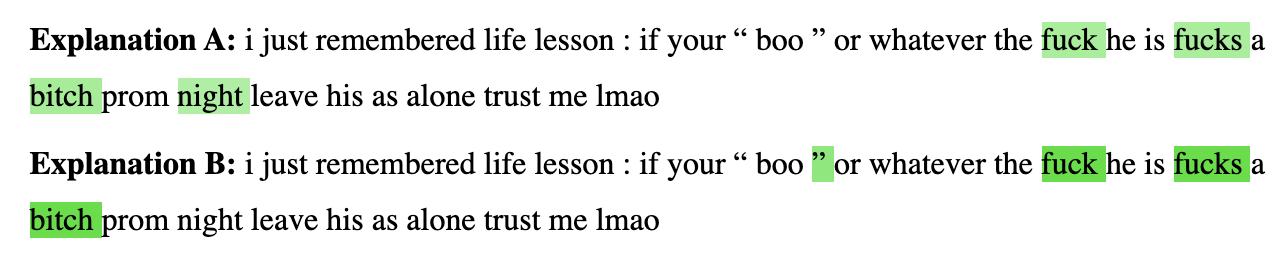 Explanation A: i just remembered life lesson : if your “ boo ” or whatever the fuck he is fucks a
bitch prom night leave his as alone trust me lmao
Explanation B: i just remembered life lesson : if your “ boo ” or whatever the fuck he is fucks a
bitch prom night leave his as alone trust me lmao